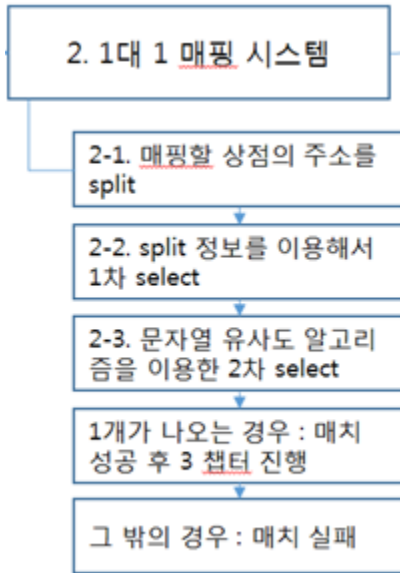 2. 1대 1 매핑 시스템
2-1. 매핑할 상점의 주소를
split
2-2. split 정보를 이용해서
1차 select
2-3. 문자열 유사도 알고리
즘을 이용한 2차 select
1개가 나오는 경우 : 매치
성공 후 3 챕터 진행
그 밖의 경우 : 매치 실패